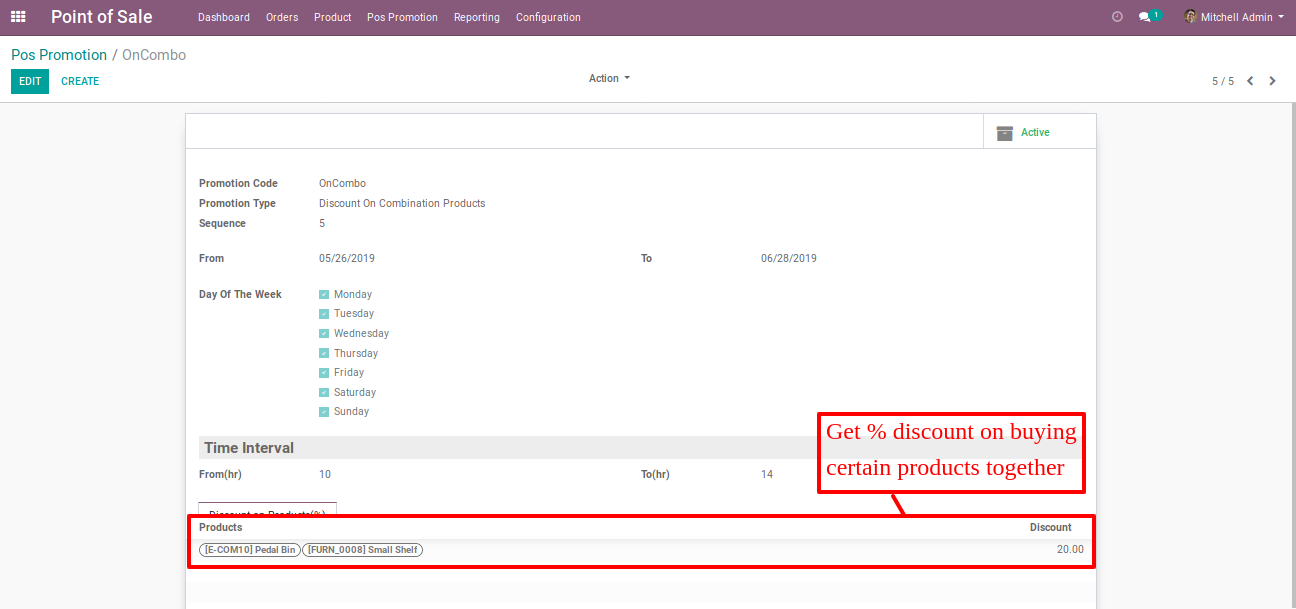 Point of Sale Dashboard Orders Product Pos Promotion Reporting Configuration 1 Mitchell Admin
Pos Promotion / OnCombo
EDIT CREATE Action 5 / 5
Active
Promotion Code OnCombo
Promotion Type Discount On Combination Products
Sequence 5
From 05/26/2019 To 06/28/2019
Day Of The Week Monday
Tuesday
Wednesday
Thursday
Friday
Saturday
Sunday
Get % discount on buying
certain products together
Time Interval
From(hr) 10 To(hr) 14
Discount on Products(%)
Products Discount
[E-COM10] Pedal Bin [FURN_0008] Small Shelf 20.00